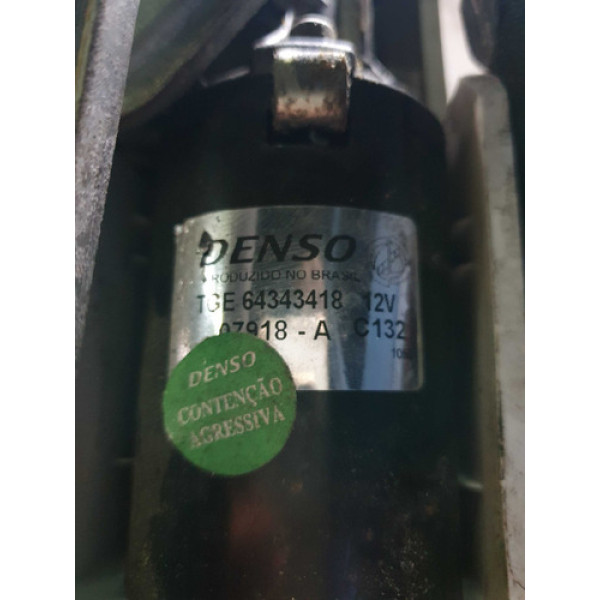 DENSO
PRODUZIDO NO BRASIL
TGE 64343418 12V
07918 - A C132
DENSO
CONTENÇÃO
AGRESSIVA